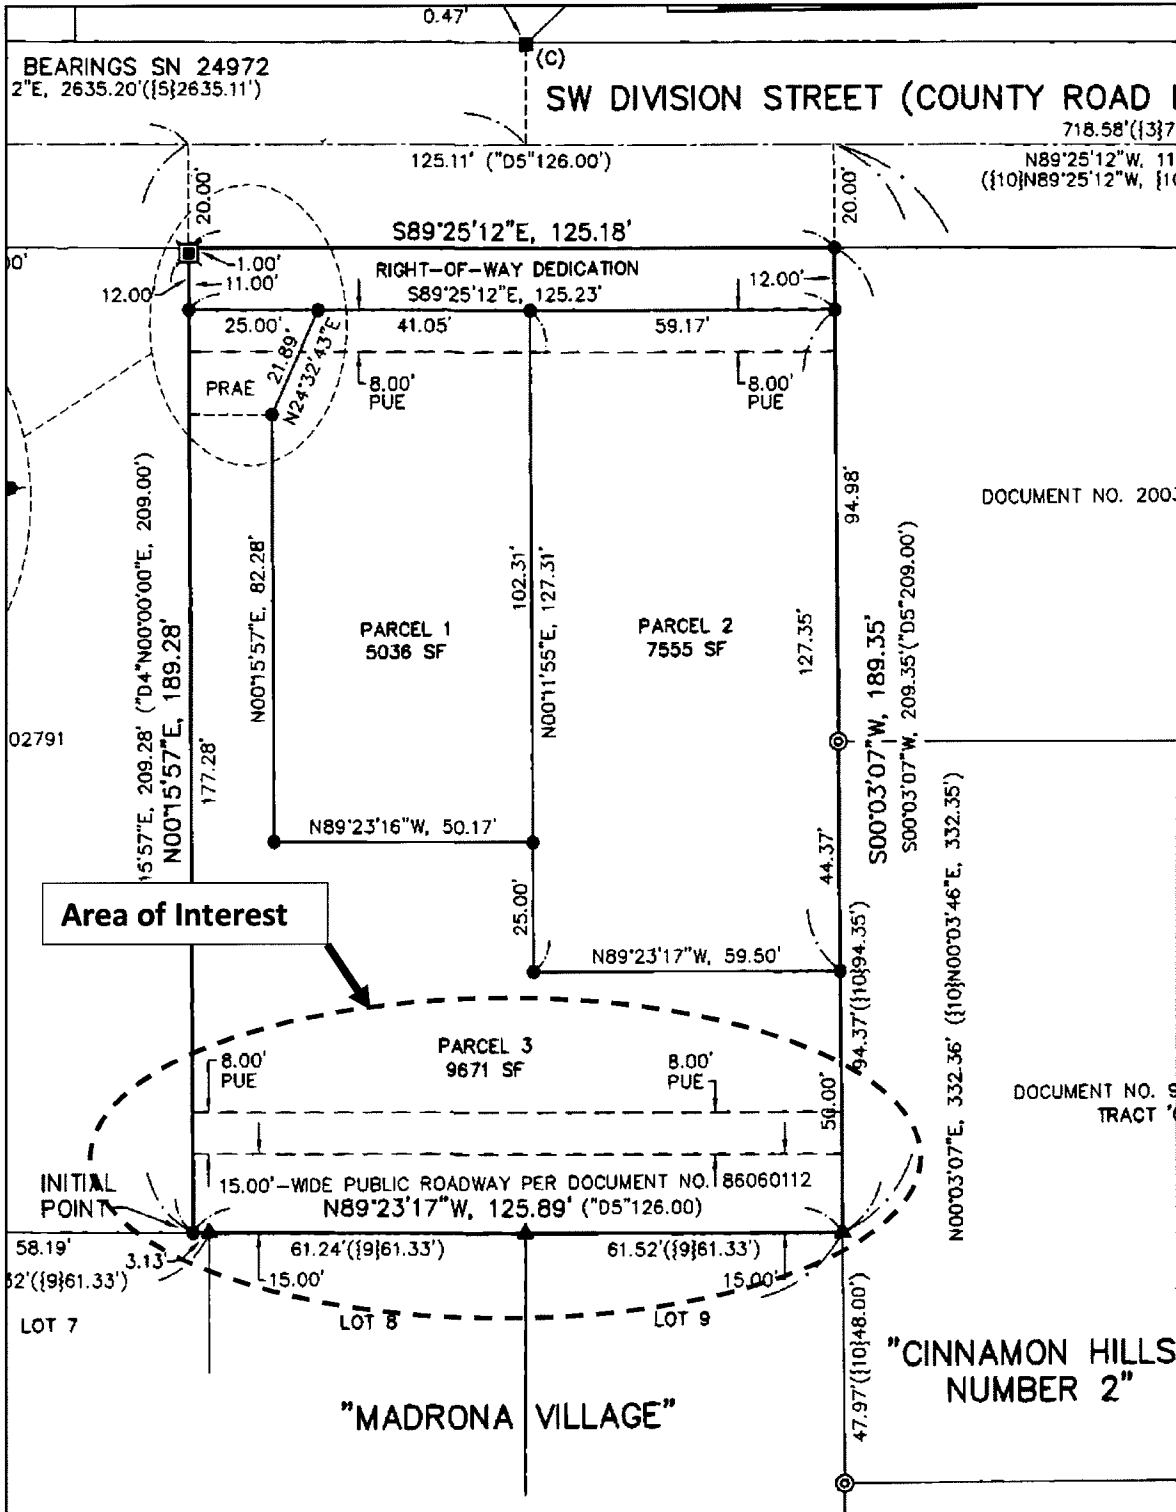 0.47'
(C)
BEARINGS SN 24972
2"E, 2635.20'({5}2635.11')
SW DIVISION STREET (COUNTY ROAD
718.58'({3}7
125.11' ("D5"126.00')
N89°25'12"W, 11
({10}N89°25'12"W, {10
20.00'
20.00'
S89°25'12"E, 125.18'
1.00'
RIGHT-OF-WAY DEDICATION
12.00'
11.00'
S89°25'12"E, 125.23'
12.00'
25.00'
41.05'
59.17'
21.89'
N24°32'43"E
PRAE
8.00'
PUE
8.00'
PUE
94.98'
DOCUMENT NO. 2003
15'57"E, 209.28' ("D4"N00°00'00"E, 209.00')
N00°15'57"E, 189.28'
177.28'
N00°15'57"E, 82.28'
102.31'
N00°11'55"E, 127.31'
PARCEL 1
5036 SF
PARCEL 2
7555 SF
127.35'
S00°03'07"W, 189.35'
S00°03'07"W, 209.35'("D5"209.00')
02791
N89°23'16"W, 50.17'
44.37'
25.00'
Area of Interest
N89°23'17"W, 59.50'
94.37'({10}94.35')
N00°03'07"E, 332.36' ({10}N00°03'46"E, 332.35')
PARCEL 3
9671 SF
8.00'
PUE
8.00'
PUE
50.00'
DOCUMENT NO. 9
TRACT
INITIAL
POINT
15.00'-WIDE PUBLIC ROADWAY PER DOCUMENT NO. 86060112
N89°23'17"W, 125.89' ("D5"126.00)
58.19'
3.13'
61.24'({9}61.33')
61.52'({9}61.33')
32'({9}61.33')
15.00'
15.00'
LOT 7
LOT 8
LOT 9
47.97'({10}48.00')
"CINNAMON HILLS
NUMBER 2"
"MADRONA VILLAGE"